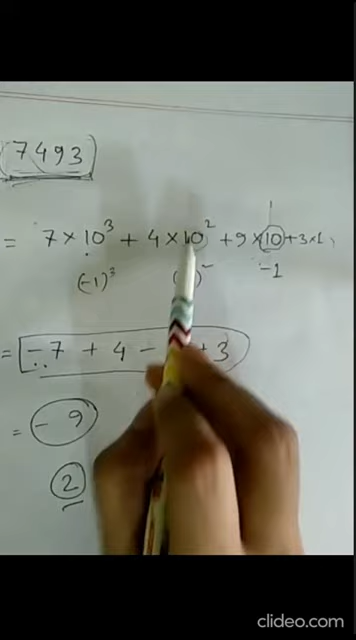 7493
= 7 × 10³ + 4 × 10² + 9 × 10 + 3 × 1
(-1)³ ( )² -1
= -7 + 4 - + 3
= -9
2
clideo.com